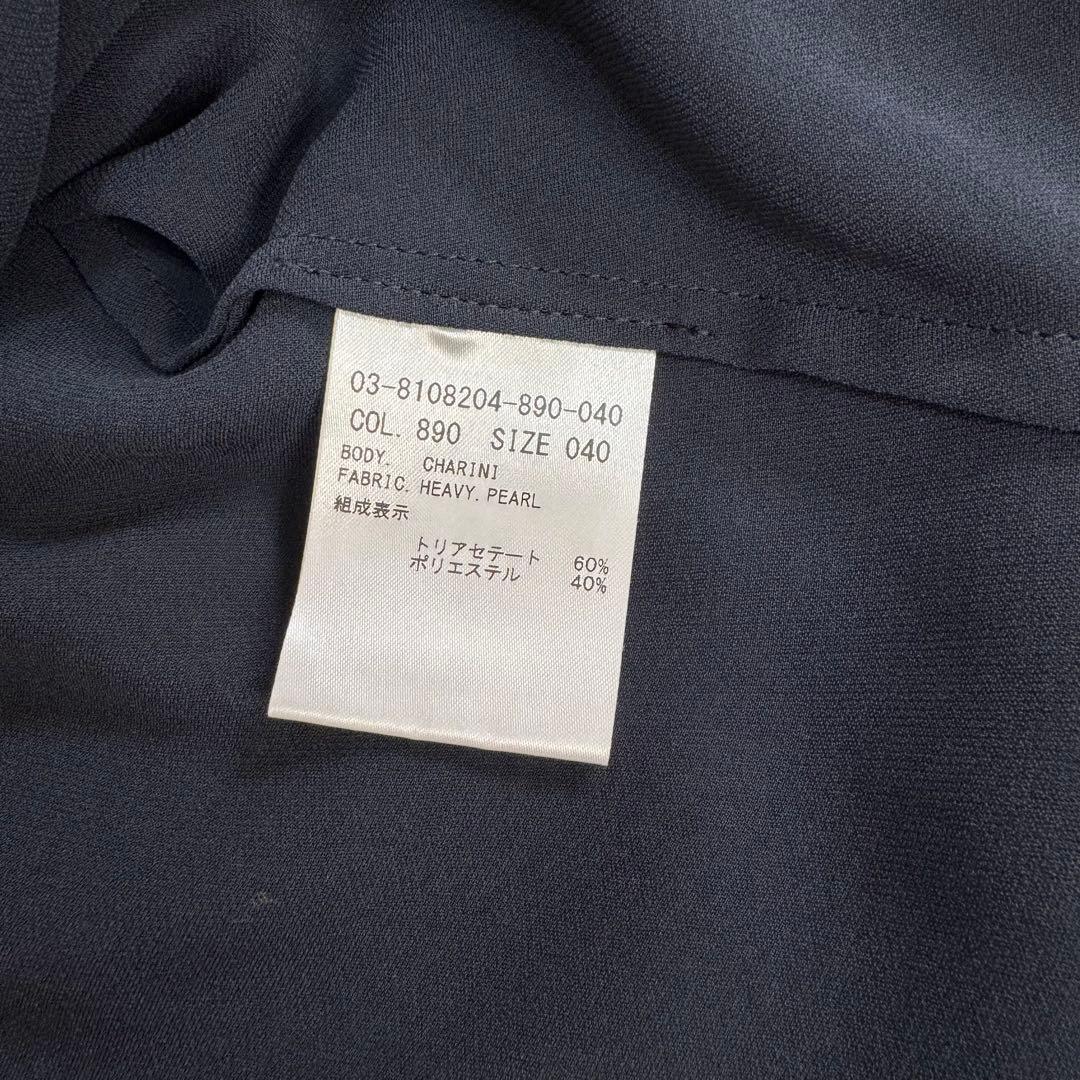 03-8108204-890-040
COL. 890 SIZE 040
BODY. CHARINI
FABRIC. HEAVY. PEARL
組成表示
トリアセテート 60%
ポリエステル 40%